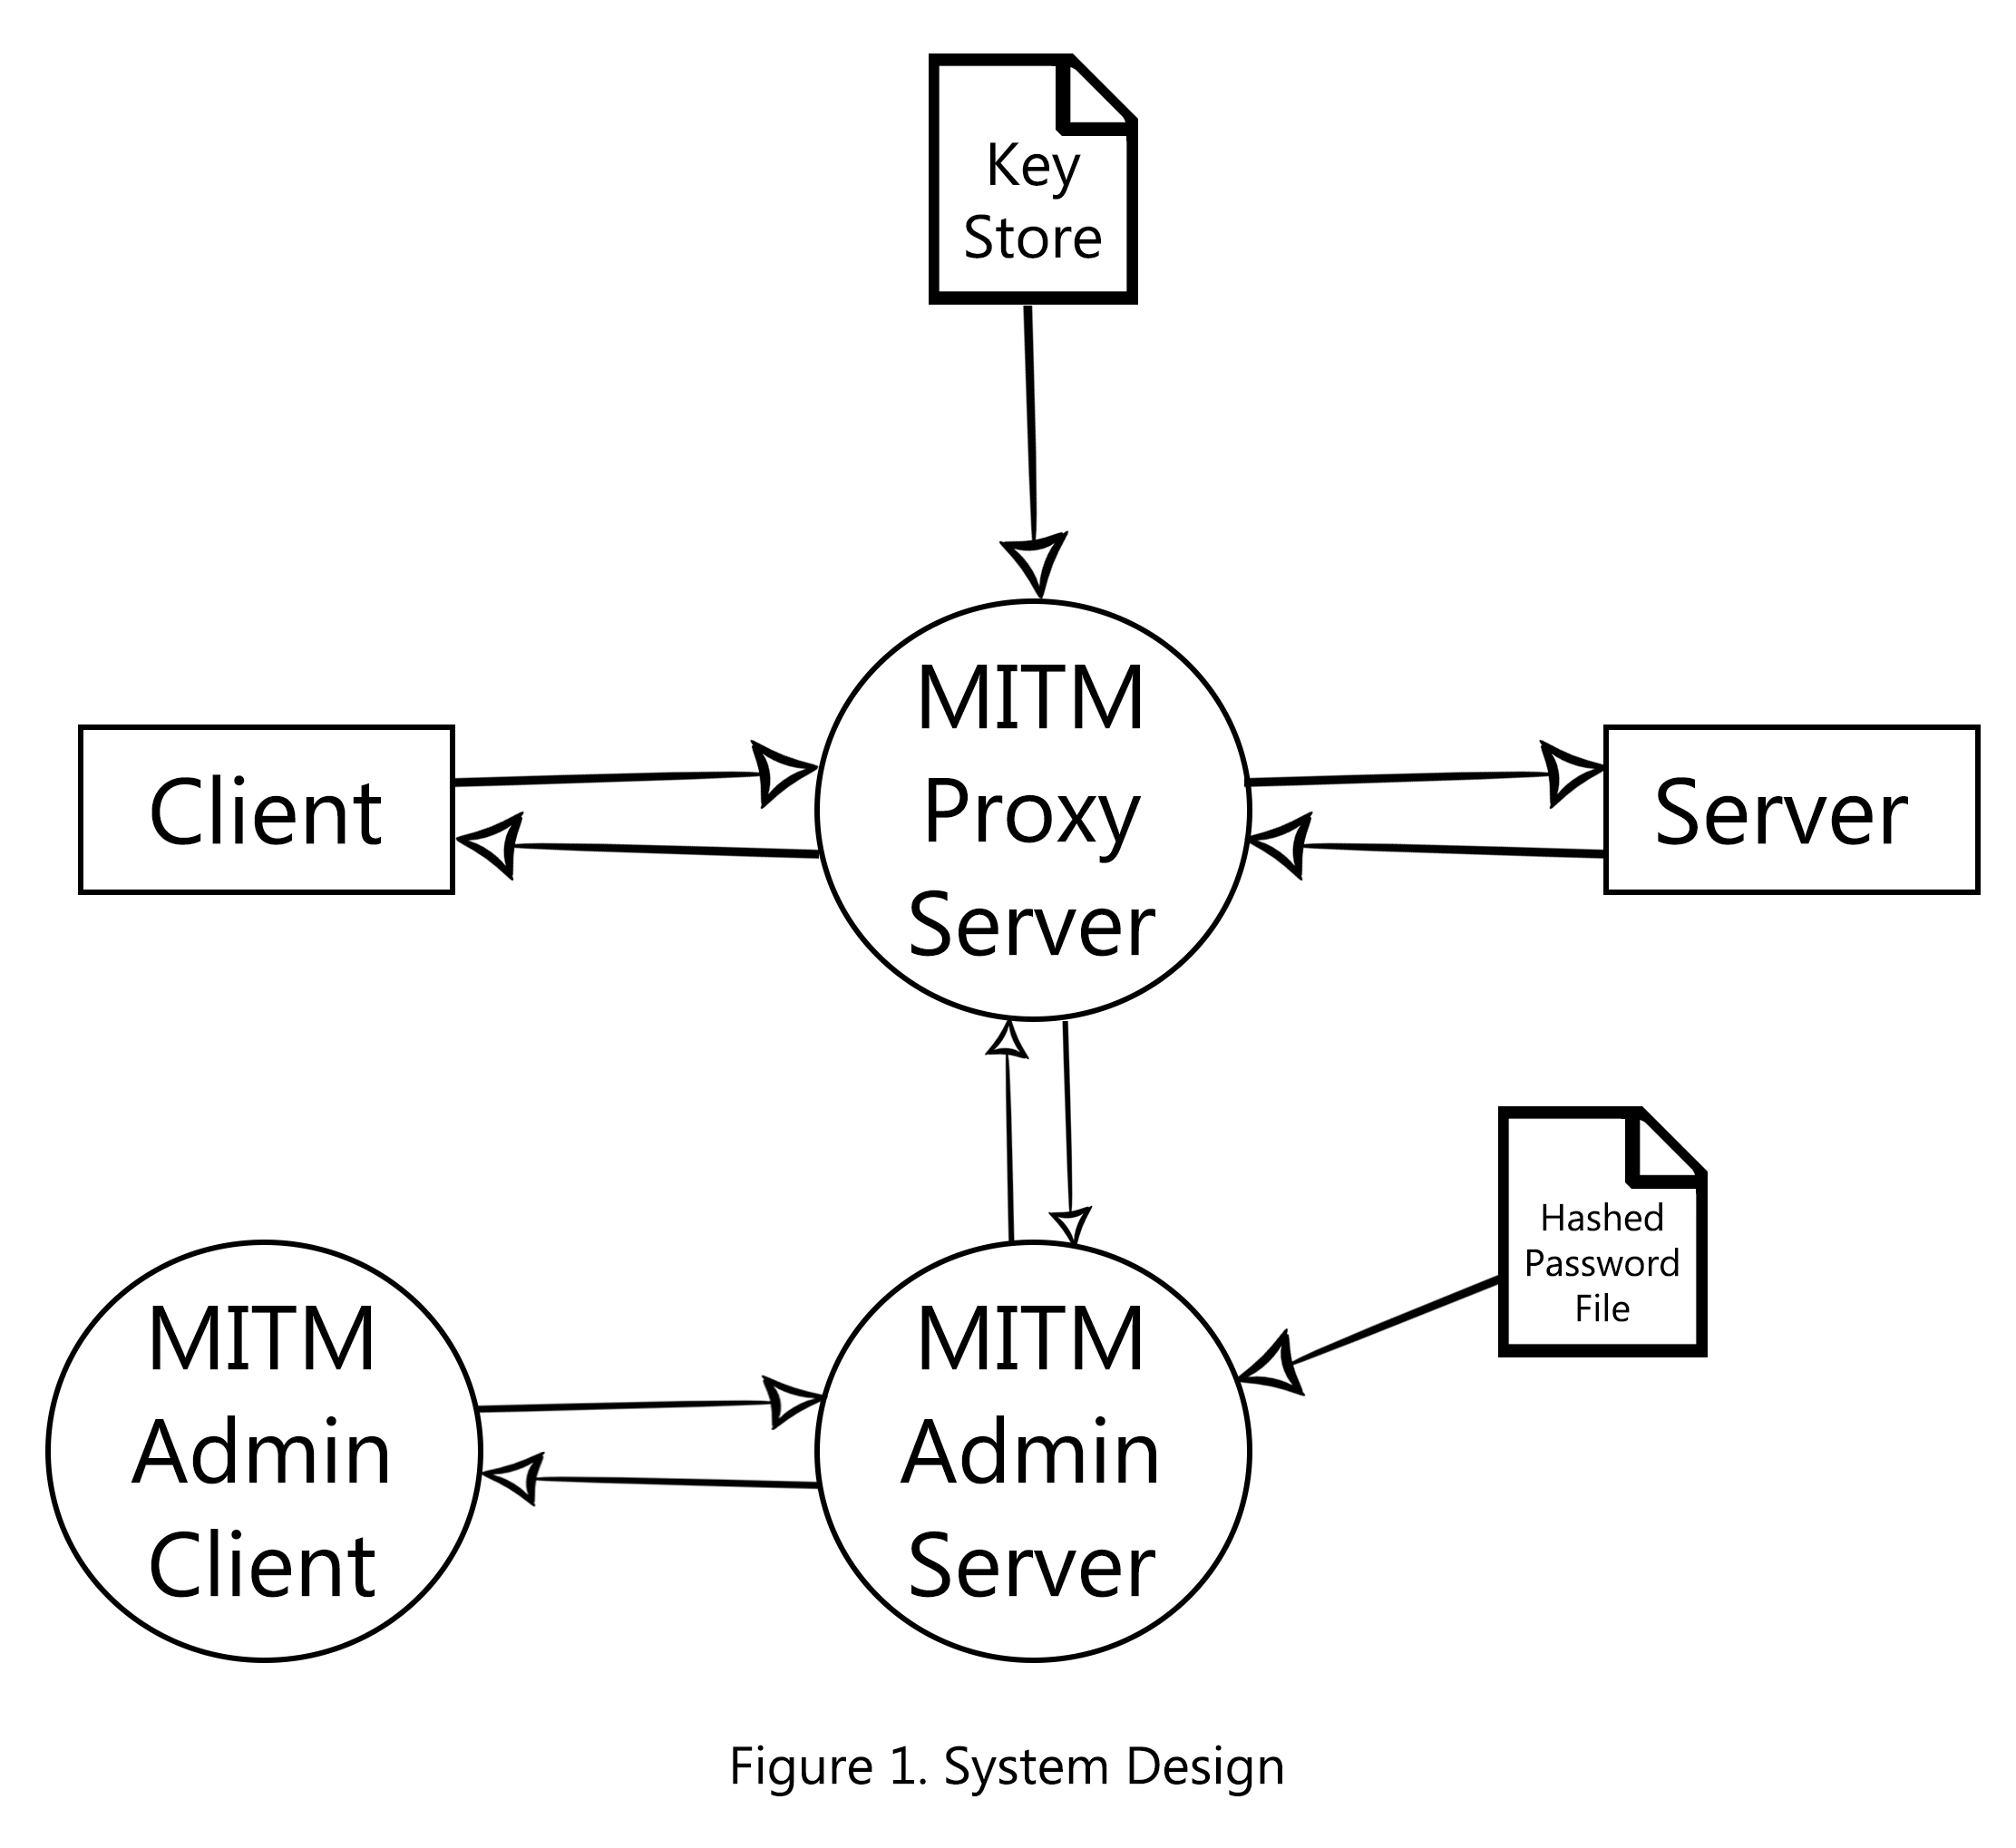 Key
Store
MITM
Proxy
Server
Client
Server
Hashed
Password
File
MITM
Admin
Client
MITM
Admin
Server
Figure 1. System Design